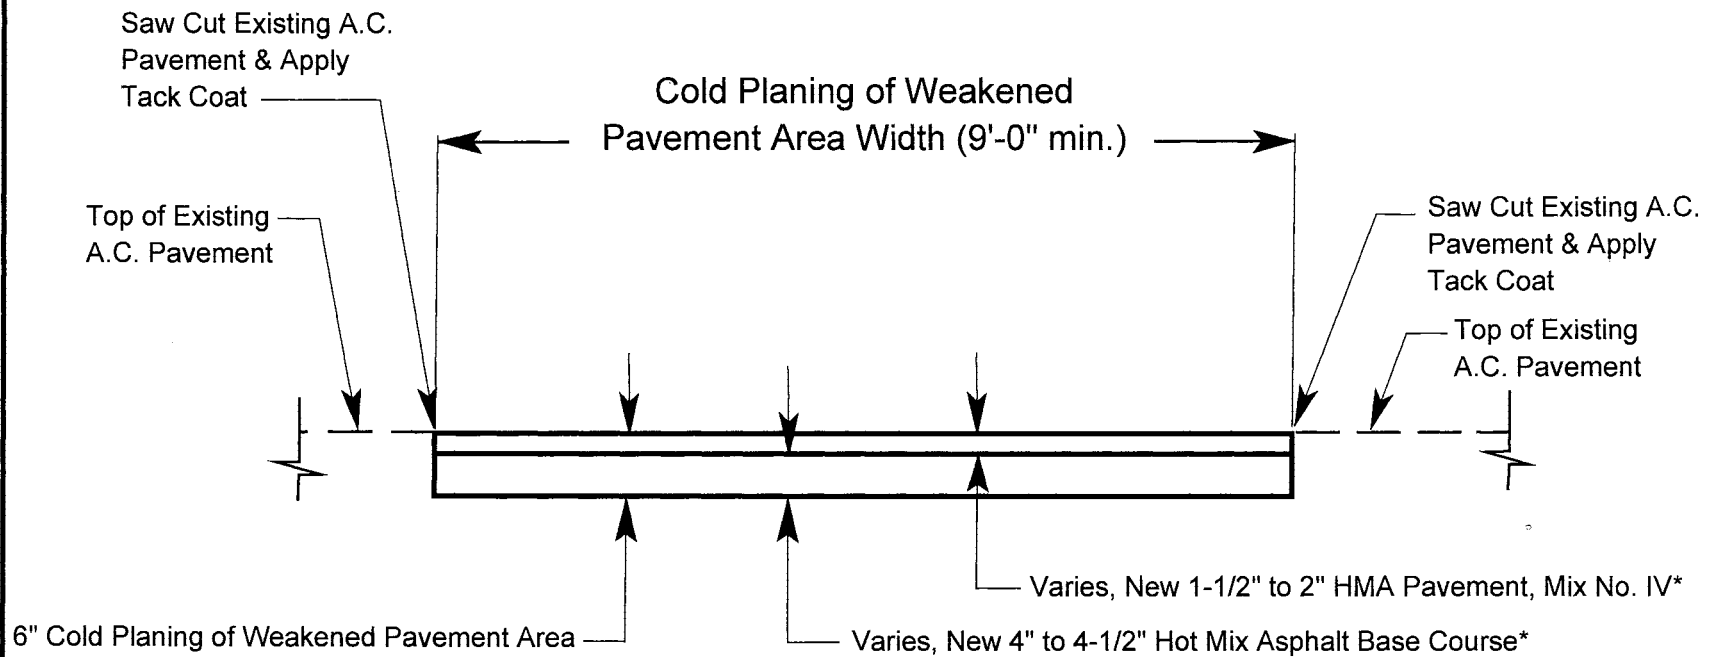 Saw Cut Existing A.C.
Pavement & Apply
Tack Coat
Cold Planing of Weakened
Pavement Area Width (9'-0" min.)
Top of Existing
A.C. Pavement
Saw Cut Existing A.C.
Pavement & Apply
Tack Coat
Top of Existing
A.C. Pavement
Varies, New 1-1/2" to 2" HMA Pavement, Mix No. IV*
6" Cold Planing of Weakened Pavement Area
Varies, New 4" to 4-1/2" Hot Mix Asphalt Base Course*